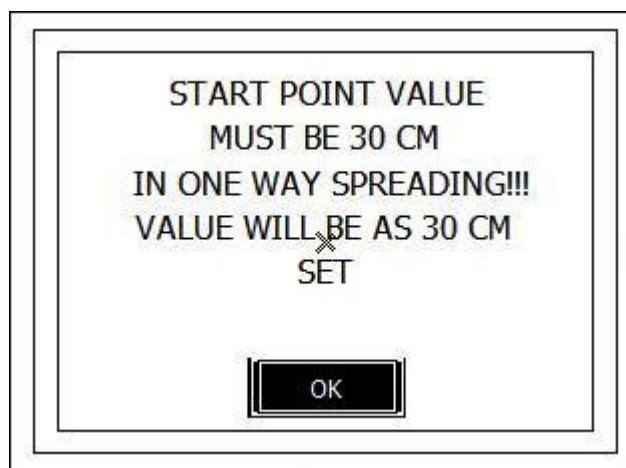 START POINT VALUE
MUST BE 30 CM
IN ONE WAY SPREADING!!!
VALUE WILL BE AS 30 CM
SET
OK